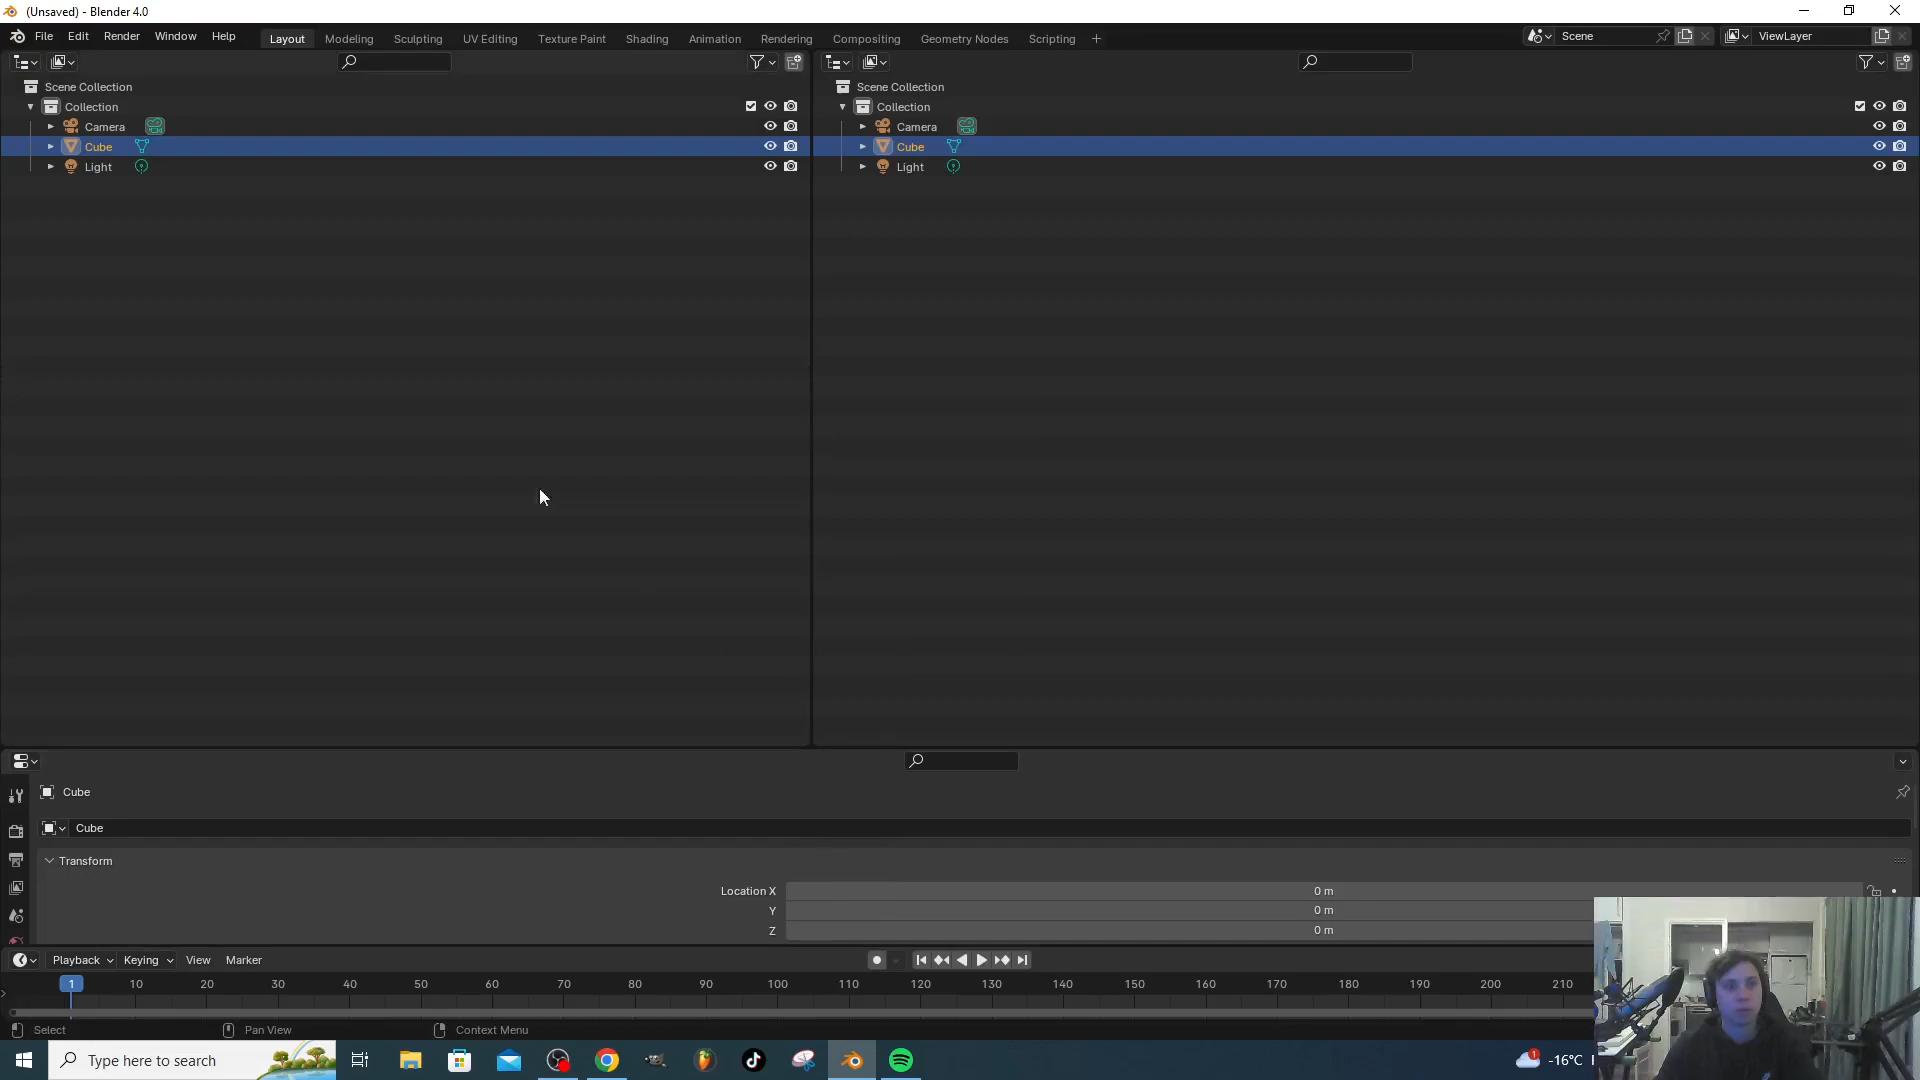 (Unsaved) - Blender 4.0
File Edit Render Window Help Layout Modeling Sculpting UV Editing Texture Paint Shading Animation Rendering Compositing Geometry Nodes Scripting + Scene ViewLayer
Scene Collection
Collection
Camera
Cube
Light
Scene Collection
Collection
Camera
Cube
Light
Cube
Cube
Transform
Location X 0 m
Y 0 m
Z 0 m
Playback Keying View Marker
1 10 20 30 40 50 60 70 80 90 100 110 120 130 140 150 160 170 180 190 200 210
Select Pan View Context Menu
Type here to search
1 -16°C